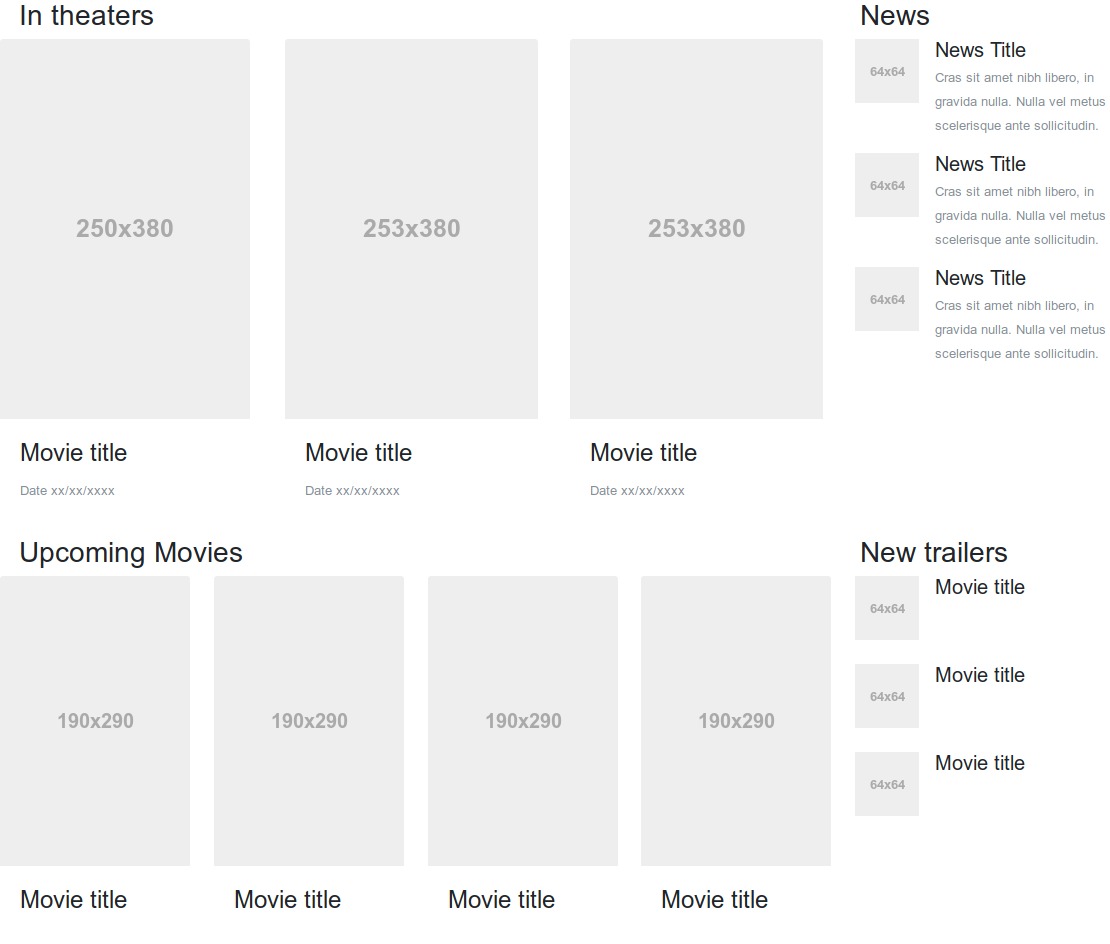 In theaters
250x380
253x380
253x380
Movie title
Date xx/xx/xxxx
Movie title
Date xx/xx/xxxx
Movie title
Date xx/xx/xxxx
News
64x64
News Title
Cras sit amet nibh libero, in
gravida nulla. Nulla vel metus
scelerisque ante sollicitudin.
64x64
News Title
Cras sit amet nibh libero, in
gravida nulla. Nulla vel metus
scelerisque ante sollicitudin.
64x64
News Title
Cras sit amet nibh libero, in
gravida nulla. Nulla vel metus
scelerisque ante sollicitudin.
Upcoming Movies
190x290
190x290
190x290
190x290
Movie title
Movie title
Movie title
Movie title
New trailers
64x64
Movie title
64x64
Movie title
64x64
Movie title